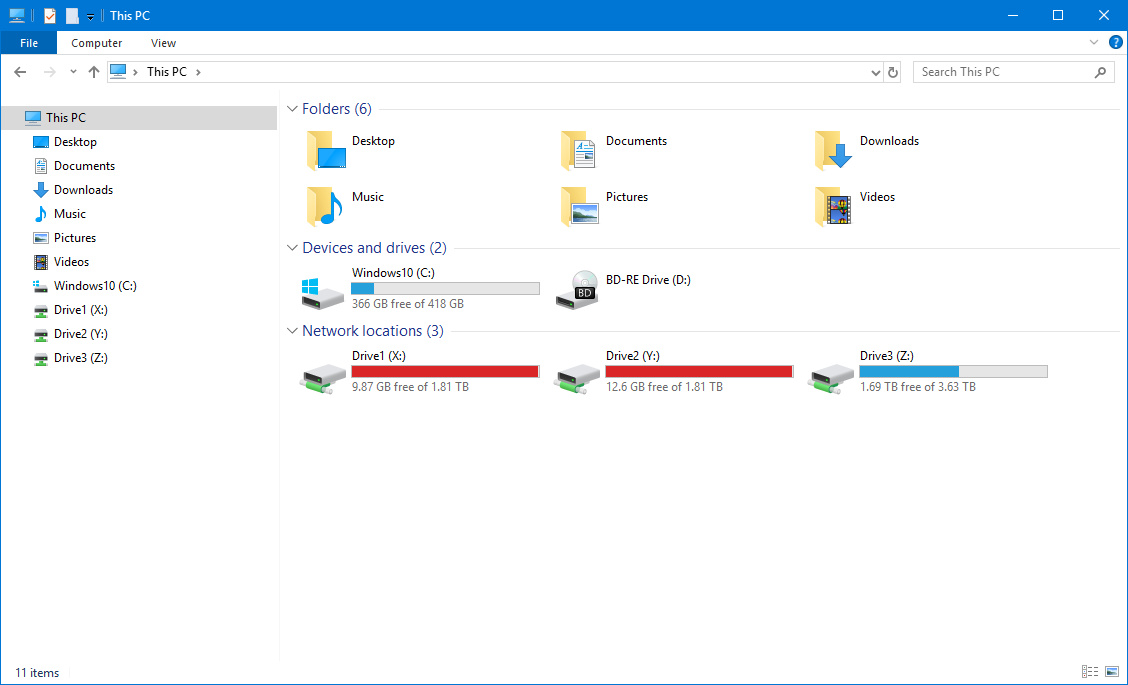 This PC
File
Computer
View
?
This PC
Search This PC
This PC
Desktop
Documents
Downloads
Music
Pictures
Videos
Windows10 (C:)
Drive1 (X:)
Drive2 (Y:)
Drive3 (Z:)
Folders (6)
Desktop
Documents
Downloads
Music
Pictures
Videos
Devices and drives (2)
Windows10 (C:)
366 GB free of 418 GB
BD
BD-RE Drive (D:)
Network locations (3)
Drive1 (X:)
9.87 GB free of 1.81 TB
Drive2 (Y:)
12.6 GB free of 1.81 TB
Drive3 (Z:)
1.69 TB free of 3.63 TB
11 items